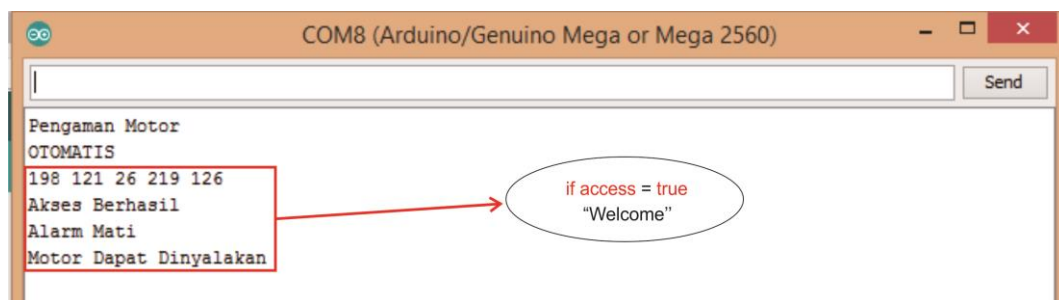 COM8 (Arduino/Genuino Mega or Mega 2560)
Send
Pengaman Motor
OTOMATIS
198 121 26 219 126
Akses Berhasil
Alarm Mati
Motor Dapat Dinyalakan
if access = true
“Welcome’’